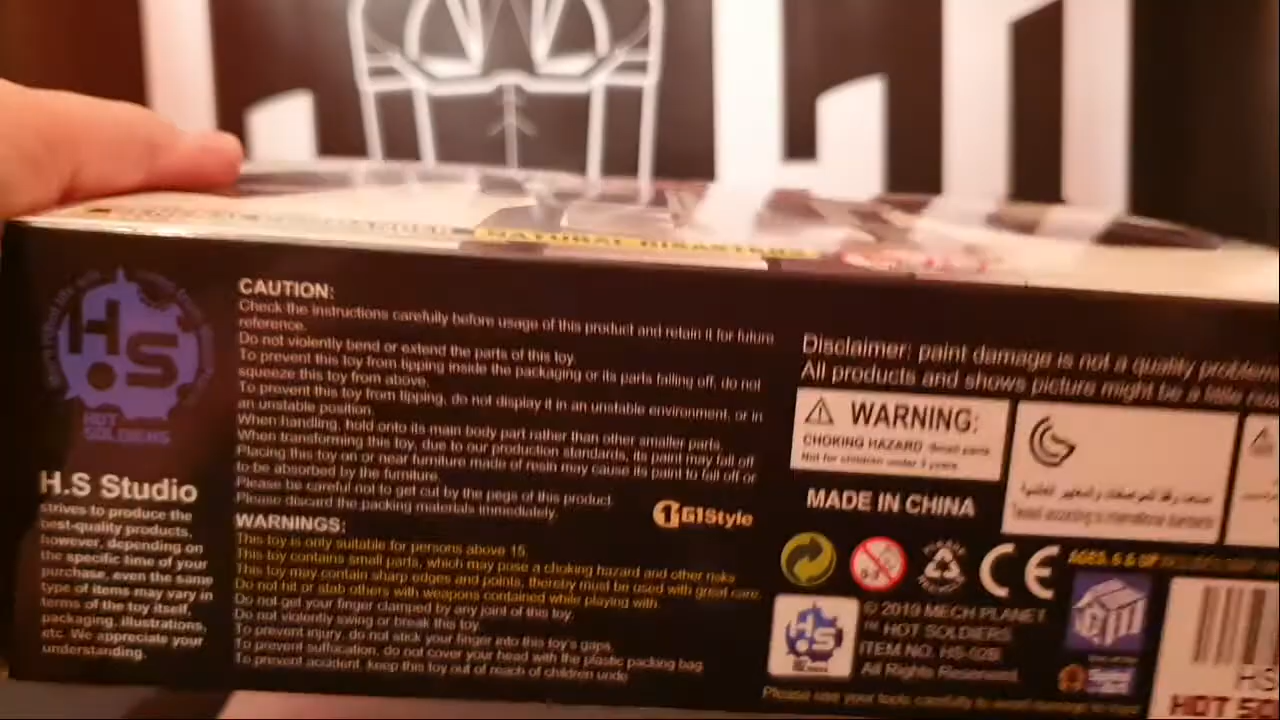 NATURAL DISASTERS
H.S
HOT
SOLDIERS
H.S Studio
strives to produce the
best-quality products,
however, depending on
the specific time of your
purchase, even the same
type of items may vary in
terms of the toy itself,
packaging, illustrations,
etc. We appreciate your
understanding.
CAUTION:
Check the instructions carefully before usage of this product and retain it for future
reference.
Do not violently bend or extend the parts of this toy.
To prevent this toy from tipping inside the packaging or its parts falling off, do not
squeeze this toy from above.
To prevent this toy from tipping, do not display it in an unstable environment, or in
an unstable position.
When handling, hold onto its main body part rather than other smaller parts.
When transforming this toy, due to our production standards, its paint may fall off.
Placing this toy on or near furniture made of resin may cause its paint to fall off or
to be absorbed by the furniture.
Please be careful not to get cut by the pegs of this product.
Please discard the packing materials immediately.
G1Style
WARNINGS:
This toy is only suitable for persons above 15.
This toy contains small parts, which may pose a choking hazard and other risks
This toy may contain sharp edges and points, thereby must be used with great care.
Do not hit or stab others with weapons contained while playing with.
Do not get your finger clamped by any joint of this toy.
Do not violently swing or break this toy.
To prevent injury, do not stick your finger into this toy's gaps.
To prevent suffocation, do not cover your head with the plastic packing bag
To prevent accident, keep this toy out of reach of children unde
Disclaimer: paint damage is not a quality problem
All products and shows picture might be a little
WARNING:
CHOKING HAZARD -Small parts
Not for children under 3 years
MADE IN CHINA
0-3
CE
AGES. 5 & UP
H.S
© 2019 MECH PLANET
™ HOT SOLDIERS
ITEM NO. HS-02B
All Rights Reserved.
HS
HOT SO